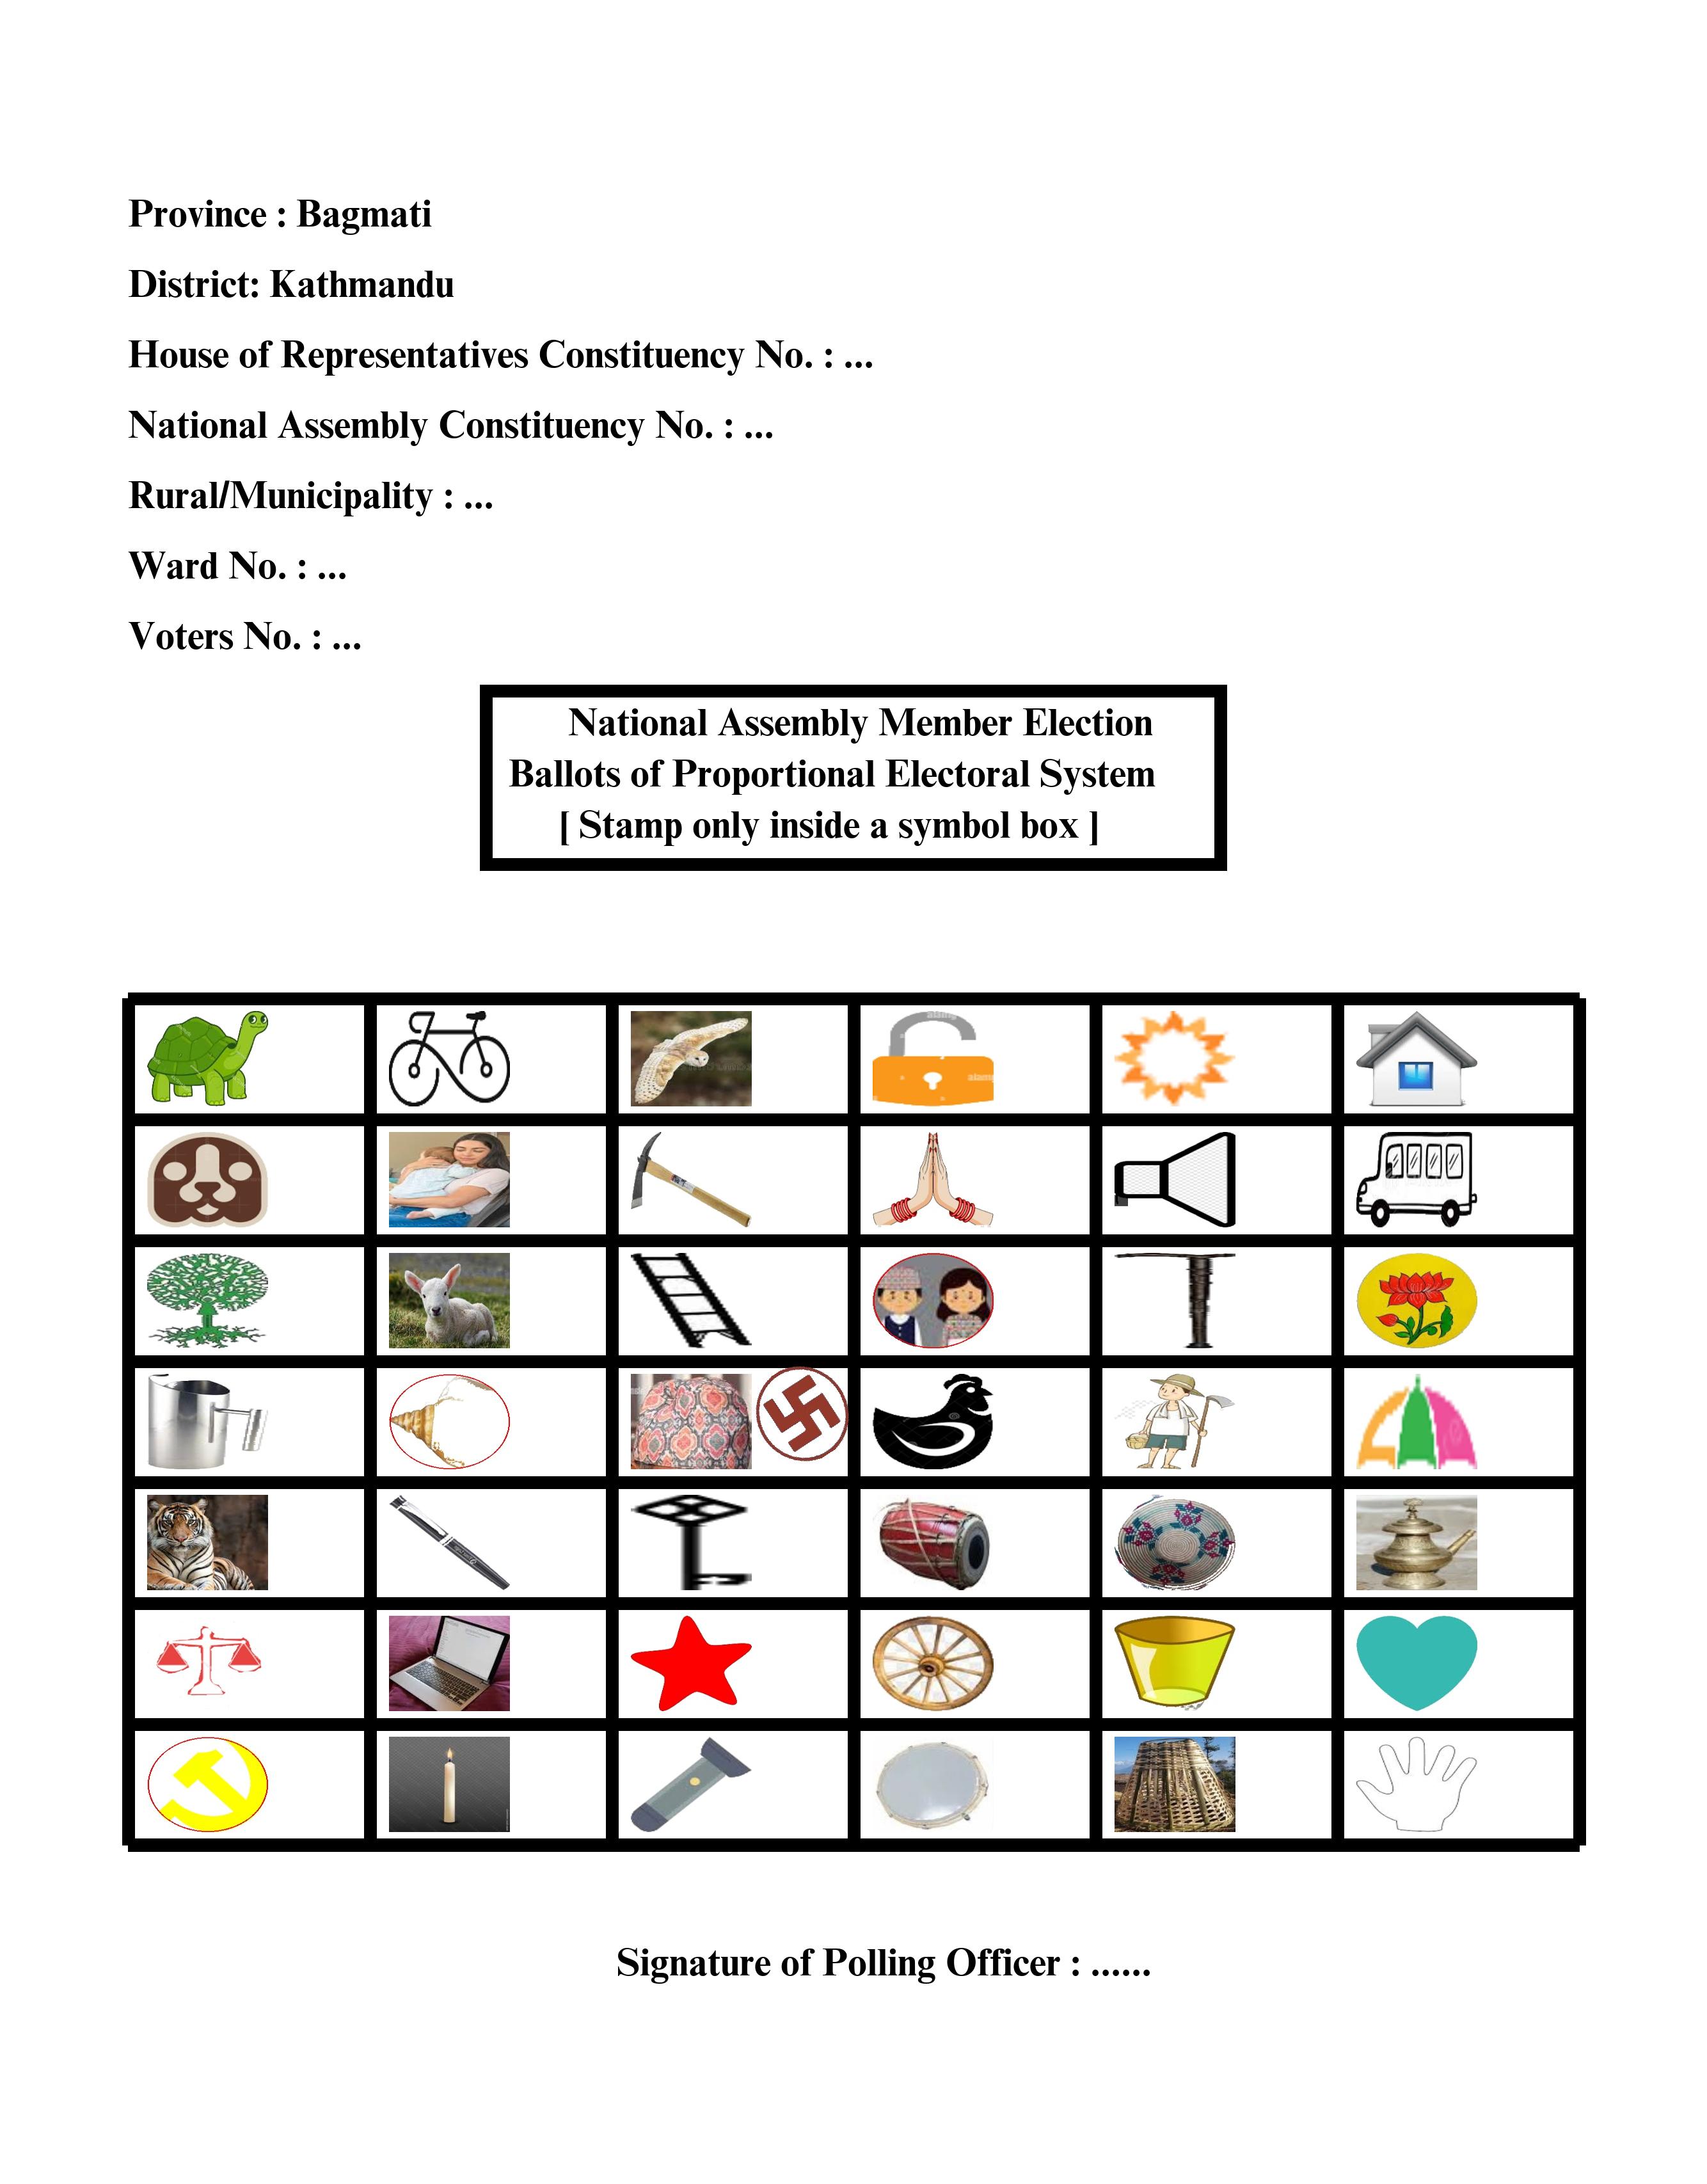 Province : Bagmati
District: Kathmandu
House of Representatives Constituency No. : ...
National Assembly Constituency No. : ...
Rural/Municipality : ...
Ward No. : ...
Voters No. : ...
National Assembly Member Election
Ballots of Proportional Electoral System
[ Stamp only inside a symbol box ]
Signature of Polling Officer : ......